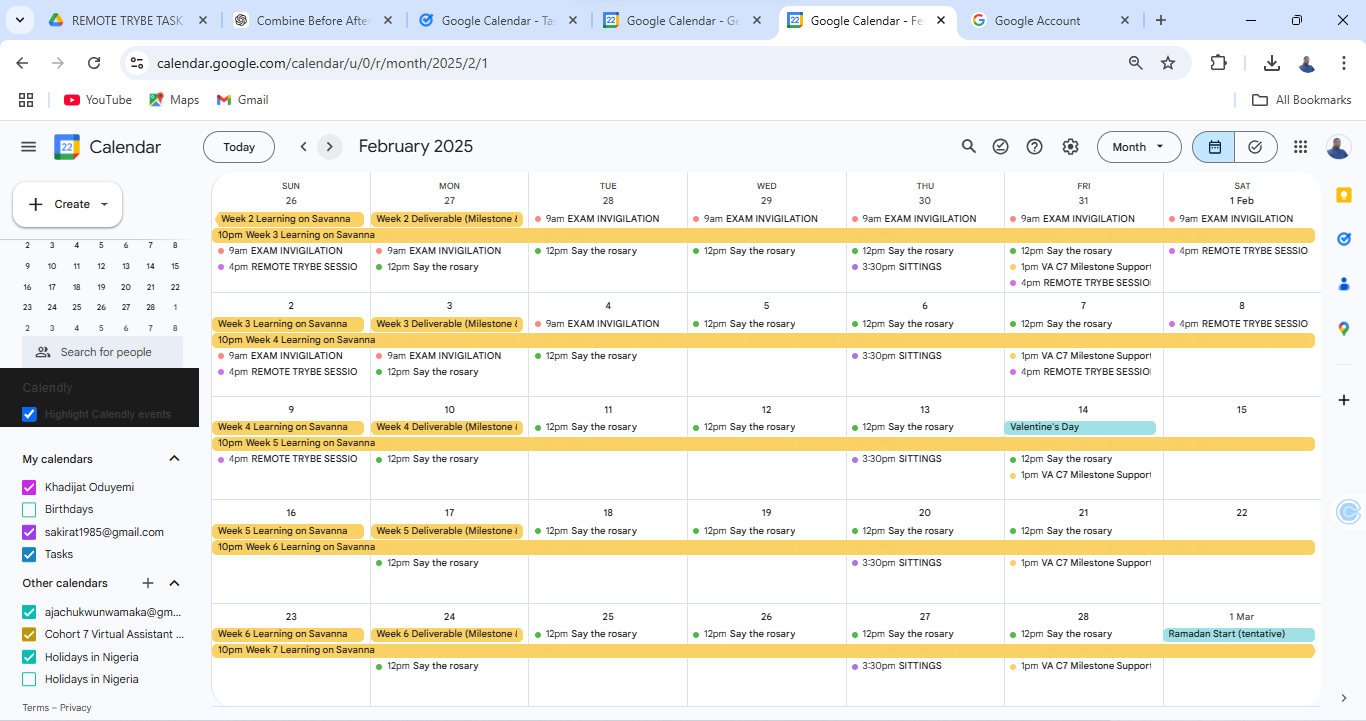 REMOTE TRYBE TASK
Combine Before Afte
Google Calendar - Tas
Google Calendar - Ge
Google Calendar - Fe
Google Account
calendar.google.com/calendar/u/0/r/month/2025/2/1
YouTube
Maps
Gmail
All Bookmarks
22
Calendar
Today
February 2025
Month
Create
2 3 4 5 6 7 8
9 10 11 12 13 14 15
16 17 18 19 20 21 22
23 24 25 26 27 28 1
2 3 4 5 6 7 8
Search for people
Calendly
Highlight Calendly events
My calendars
Khadijat Oduyemi
Birthdays
sakirat1985@gmail.com
Tasks
Other calendars
ajachukwunwamaka@gm...
Cohort 7 Virtual Assistant ...
Holidays in Nigeria
Holidays in Nigeria
Terms – Privacy
SUN MON TUE WED THU FRI SAT
26 27 28 29 30 31 1 Feb
Week 2 Learning on Savanna Week 2 Deliverable (Milestone & 9am EXAM INVIGILATION 9am EXAM INVIGILATION 9am EXAM INVIGILATION 9am EXAM INVIGILATION 9am EXAM INVIGILATION
10pm Week 3 Learning on Savanna
9am EXAM INVIGILATION 9am EXAM INVIGILATION 12pm Say the rosary 12pm Say the rosary 12pm Say the rosary 12pm Say the rosary 4pm REMOTE TRYBE SESSIO
4pm REMOTE TRYBE SESSIO 12pm Say the rosary 3:30pm SITTINGS 1pm VA C7 Milestone Support
4pm REMOTE TRYBE SESSIO
2 3 4 5 6 7 8
Week 3 Learning on Savanna Week 3 Deliverable (Milestone & 9am EXAM INVIGILATION 12pm Say the rosary 12pm Say the rosary 12pm Say the rosary 4pm REMOTE TRYBE SESSIO
10pm Week 4 Learning on Savanna
9am EXAM INVIGILATION 9am EXAM INVIGILATION 12pm Say the rosary 3:30pm SITTINGS 1pm VA C7 Milestone Support
4pm REMOTE TRYBE SESSIO 12pm Say the rosary 4pm REMOTE TRYBE SESSIO
9 10 11 12 13 14 15
Week 4 Learning on Savanna Week 4 Deliverable (Milestone & 12pm Say the rosary 12pm Say the rosary 12pm Say the rosary Valentine's Day
10pm Week 5 Learning on Savanna
4pm REMOTE TRYBE SESSIO 12pm Say the rosary 3:30pm SITTINGS 12pm Say the rosary
1pm VA C7 Milestone Support
16 17 18 19 20 21 22
Week 5 Learning on Savanna Week 5 Deliverable (Milestone & 12pm Say the rosary 12pm Say the rosary 12pm Say the rosary 12pm Say the rosary
10pm Week 6 Learning on Savanna
12pm Say the rosary 3:30pm SITTINGS 1pm VA C7 Milestone Support
23 24 25 26 27 28 1 Mar
Week 6 Learning on Savanna Week 6 Deliverable (Milestone & 12pm Say the rosary 12pm Say the rosary 12pm Say the rosary 12pm Say the rosary Ramadan Start (tentative)
10pm Week 7 Learning on Savanna
12pm Say the rosary 3:30pm SITTINGS 1pm VA C7 Milestone Support